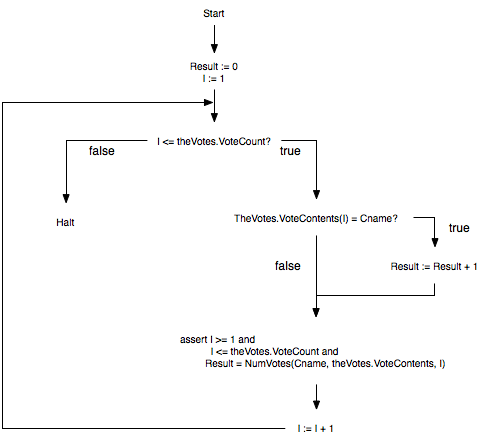 Start
Result := 0
I := 1
I <= theVotes.VoteCount?
false
true
TheVotes.VoteContents(I) = Cname?
Halt
true
false
Result := Result + 1
assert I >= 1 and
I <= theVotes.VoteCount and
Result = NumVotes(Cname, theVotes.VoteContents, I)
I := I + 1